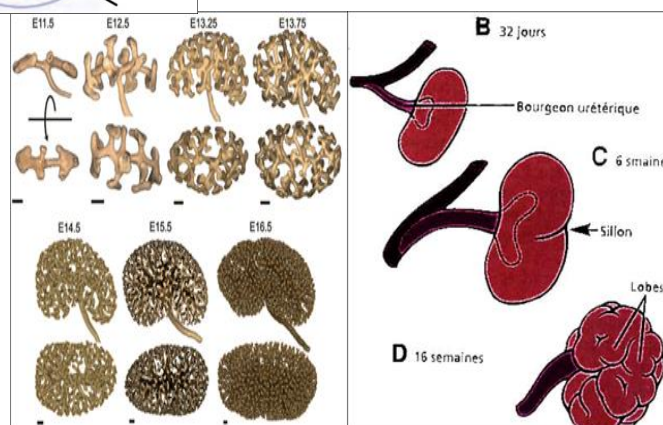 E11.5 E12.5 E13.25 E13.75
E14.5 E15.5 E16.5
B 32 jours
Bourgeon urétérique
C 6 smaine
Sillon
Lobes
D 16 semaines